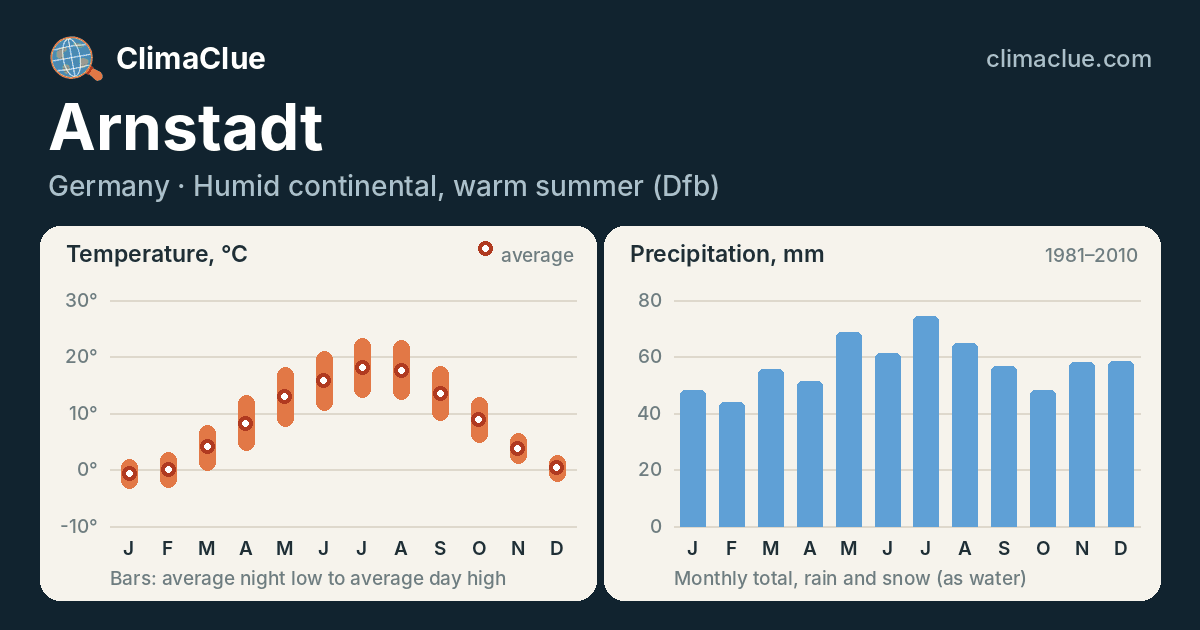 ClimaClue
climaclue.com
Arnstadt
Germany · Humid continental, warm summer (Dfb)
Temperature, °C
average
30°
20°
10°
0°
-10°
J F M A M J J A S O N D
Bars: average night low to average day high
Precipitation, mm
1981–2010
80
60
40
20
0
J F M A M J J A S O N D
Monthly total, rain and snow (as water)